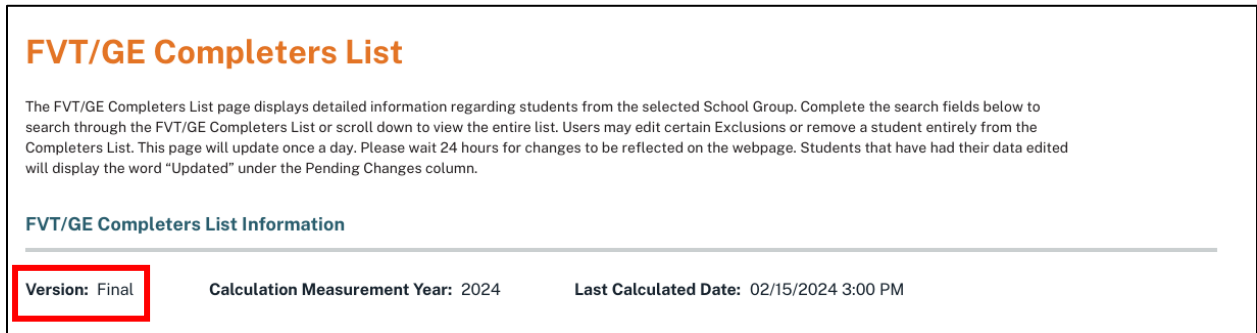 FVT/GE Completers List
The FVT/GE Completers List page displays detailed information regarding students from the selected School Group. Complete the search fields below to
search through the FVT/GE Completers List or scroll down to view the entire list. Users may edit certain Exclusions or remove a student entirely from the
Completers List. This page will update once a day. Please wait 24 hours for changes to be reflected on the webpage. Students that have had their data edited
will display the word “Updated” under the Pending Changes column.
FVT/GE Completers List Information
Version: Final Calculation Measurement Year: 2024 Last Calculated Date: 02/15/2024 3:00 PM